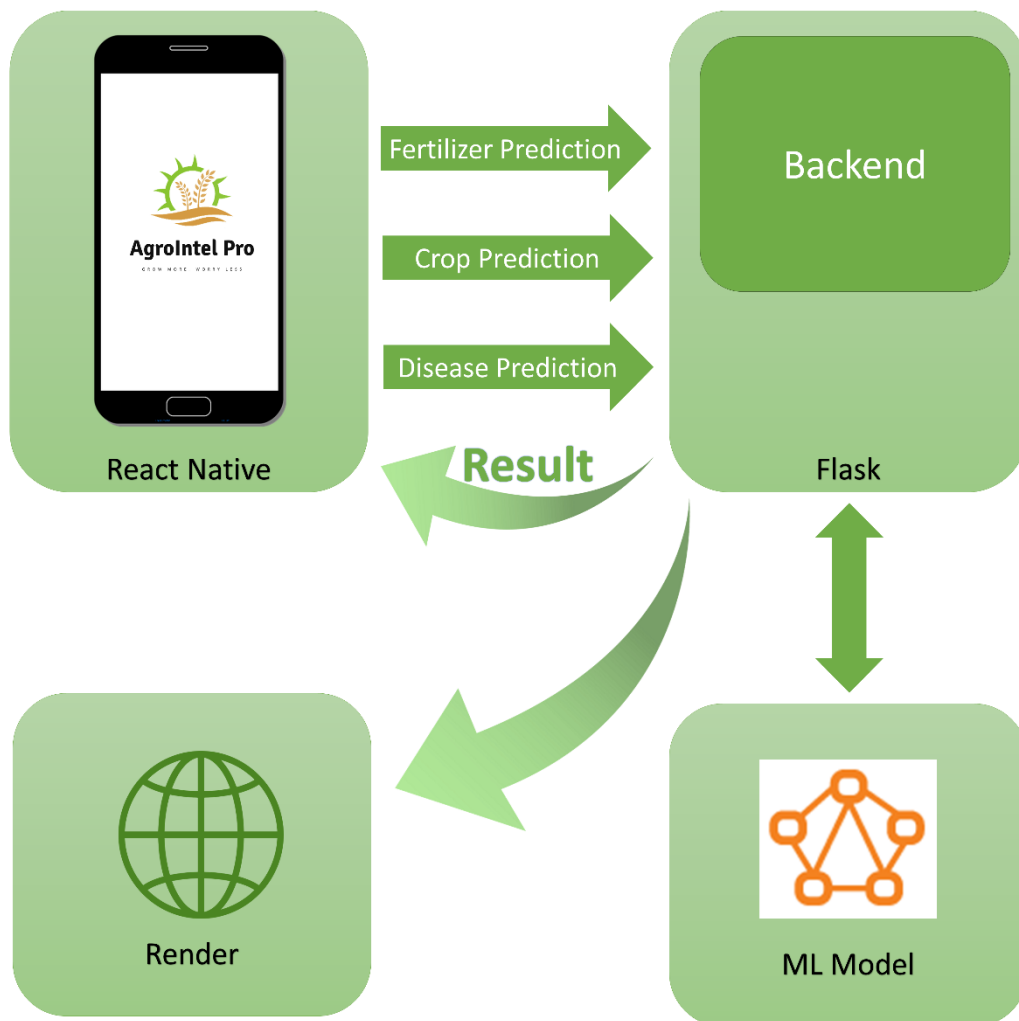 AgroIntel Pro
GROW MORE. WORRY LESS
React Native
Fertilizer Prediction
Crop Prediction
Disease Prediction
Result
Backend
Flask
Render
ML Model